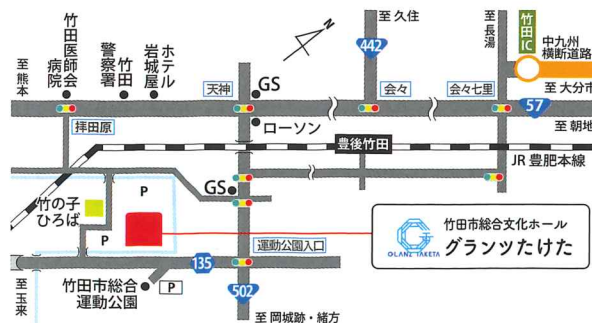 至久住
至長湯
竹田IC
中九州
横断道路
至大分市
竹田医師会
病院
竹田
警察署
ホテル
岩城屋
至熊本
442
天神
GS
会々
会々七里
57
拝田原
ローソン
至朝地
豊後竹田
JR豊肥本線
GS
P
竹の子
ひろば
P
竹田市総合文化ホール
グランツたけた
GLANZ TAKETA
運動公園入口
135
至玉来
竹田市総合
運動公園
P
502
至岡城跡・緒方